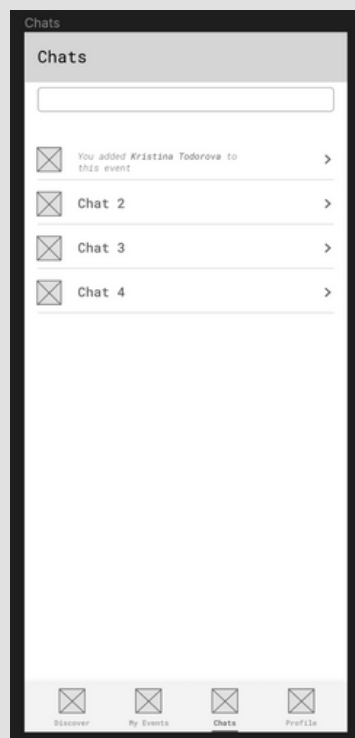 Chats
Chats
You added Kristina Todorova to
this event
Chat 2
Chat 3
Chat 4
Discover
My Events
Chats
Profile